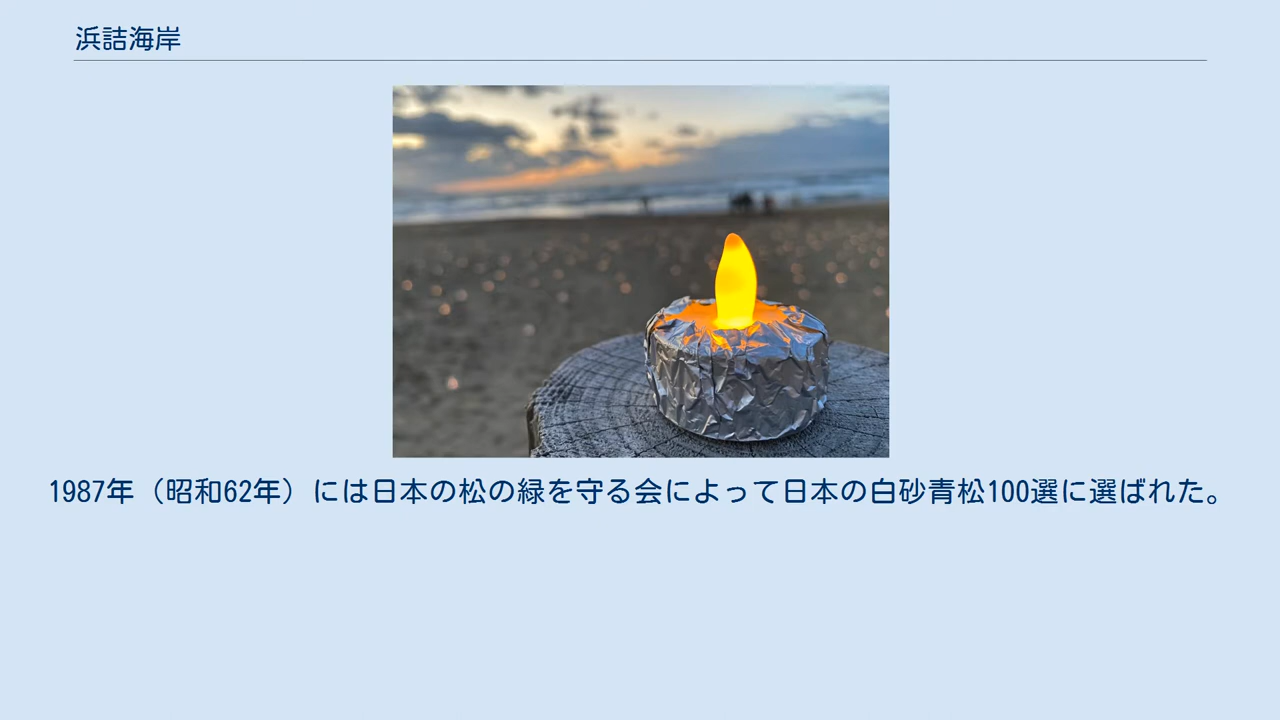 浜詰海岸
1987年（昭和62年）には日本の松の緑を守る会によって日本の白砂青松100選に選ばれた。